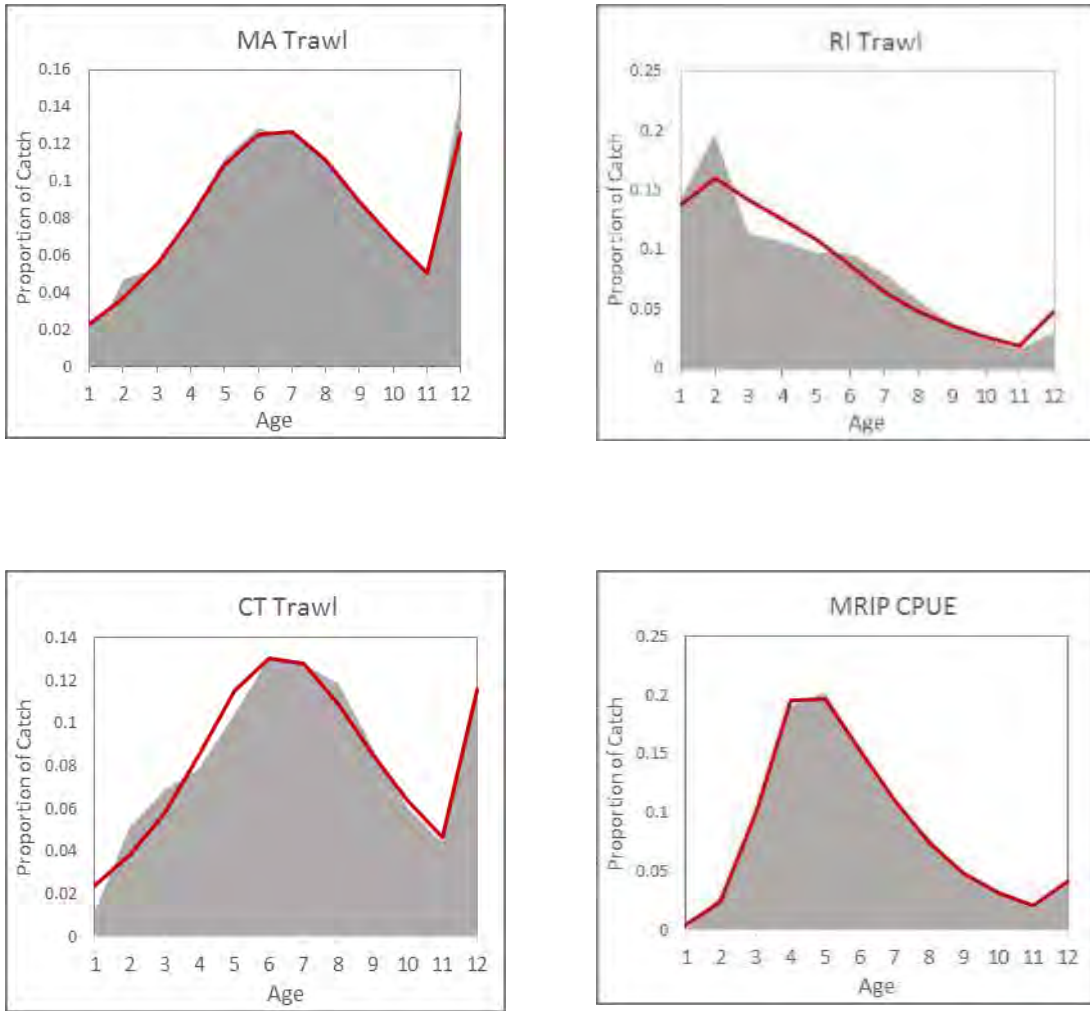 MA Trawl
Proportion of Catch
0.16
0.14
0.12
0.1
0.08
0.06
0.04
0.02
0
1 2 3 4 5 6 7 8 9 10 11 12
Age
RI Trawl
Proportion of Catch
0.25
0.2
0.15
0.1
0.05
0
1 2 3 4 5 6 7 8 9 10 11 12
Age
CT Trawl
Proportion of Catch
0.14
0.12
0.1
0.08
0.06
0.04
0.02
0
1 2 3 4 5 6 7 8 9 10 11 12
Age
MRIP CPUE
Proportion of Catch
0.25
0.2
0.15
0.1
0.05
0
1 2 3 4 5 6 7 8 9 10 11 12
Age